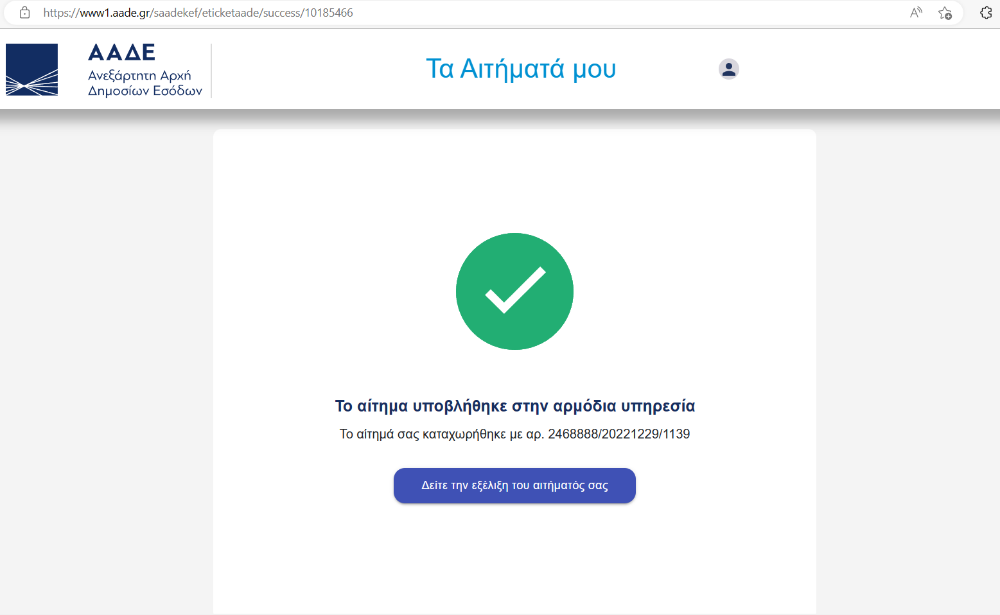 https://www1.aade.gr/saadekef/eticketaade/success/10185466
ΑΑΔΕ
Ανεξάρτητη Αρχή
Δημοσίων Εσόδων
Τα Αιτήματά μου
Το αίτημα υποβλήθηκε στην αρμόδια υπηρεσία
Το αίτημά σας καταχωρήθηκε με αρ. 2468888/20221229/1139
Δείτε την εξέλιξη του αιτήματός σας